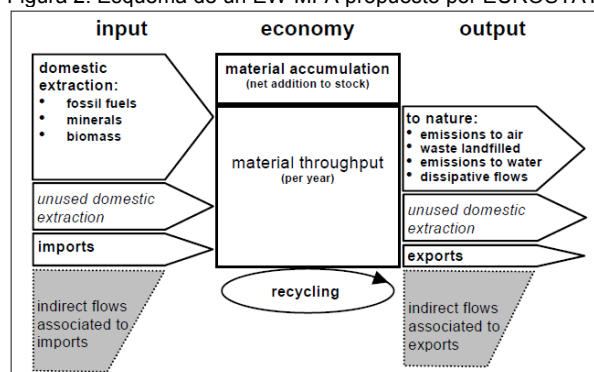 Figura 2. Esquema de un EW-MFA propuesto por EUROSTAT
input
economy
output
domestic
extraction:
• fossil fuels
• minerals
• biomass
unused domestic
extraction
imports
indirect flows
associated to
imports
material accumulation
(net addition to stock)
material throughput
(per year)
recycling
to nature:
• emissions to air
• waste landfilled
• emissions to water
• dissipative flows
unused domestic
extraction
exports
indirect flows
associated to
exports